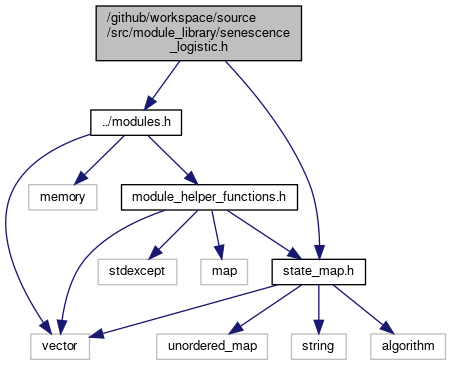 /github/workspace/source
/src/module_library/senescence
_logistic.h
../modules.h
memory
module_helper_functions.h
stdexcept
map
state_map.h
vector
unordered_map
string
algorithm